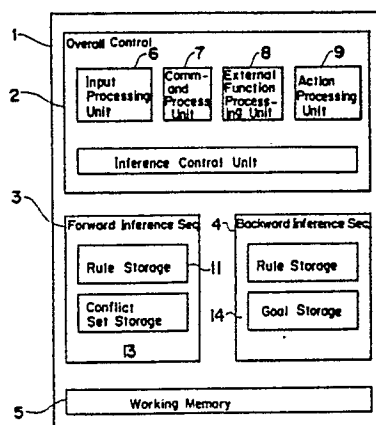 1
Overall Control
6
7
8
9
2
Input
Processing
Unit
Comm-
and
Process
Unit
External
Function
Process-
ing Unit
Action
Processing
Unit
Inference Control Unit
3
Forward Inference Sec
4
Backward Inference Sec
Rule Storage
11
Rule Storage
Conflict
Set Storage
13
14
Goal Storage
5
Working Memory